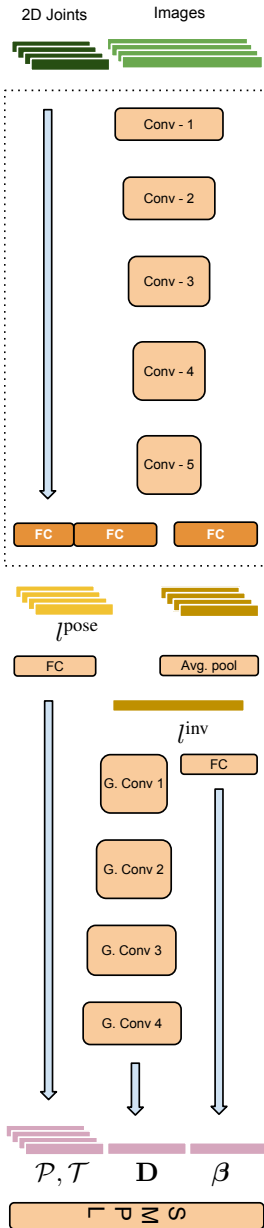 2D Joints Images
Conv - 1
Conv - 2
Conv - 3
Conv - 4
Conv - 5
FC FC FC
l^pose
FC Avg. pool
l^inv
FC
G. Conv 1
G. Conv 2
G. Conv 3
G. Conv 4
𝒫, 𝒯 D β
SMPL